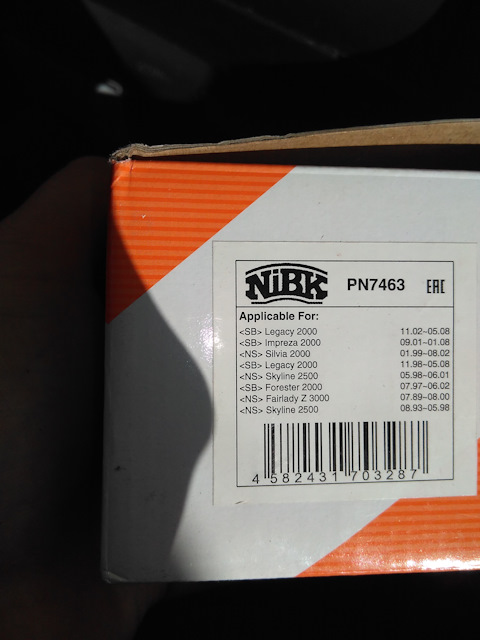 NiBK PN7463 EAC
Applicable For:
<SB> Legacy 2000 11.02~05.08
<SB> Impreza 2000 09.01~01.08
<NS> Silvia 2000 01.99~08.02
<SB> Legacy 2000 11.98~05.08
<NS> Skyline 2500 05.98~06.01
<SB> Forester 2000 07.97~06.02
<NS> Fairlady Z 3000 07.89~08.00
<NS> Skyline 2500 08.93~05.98
4 582431 703287